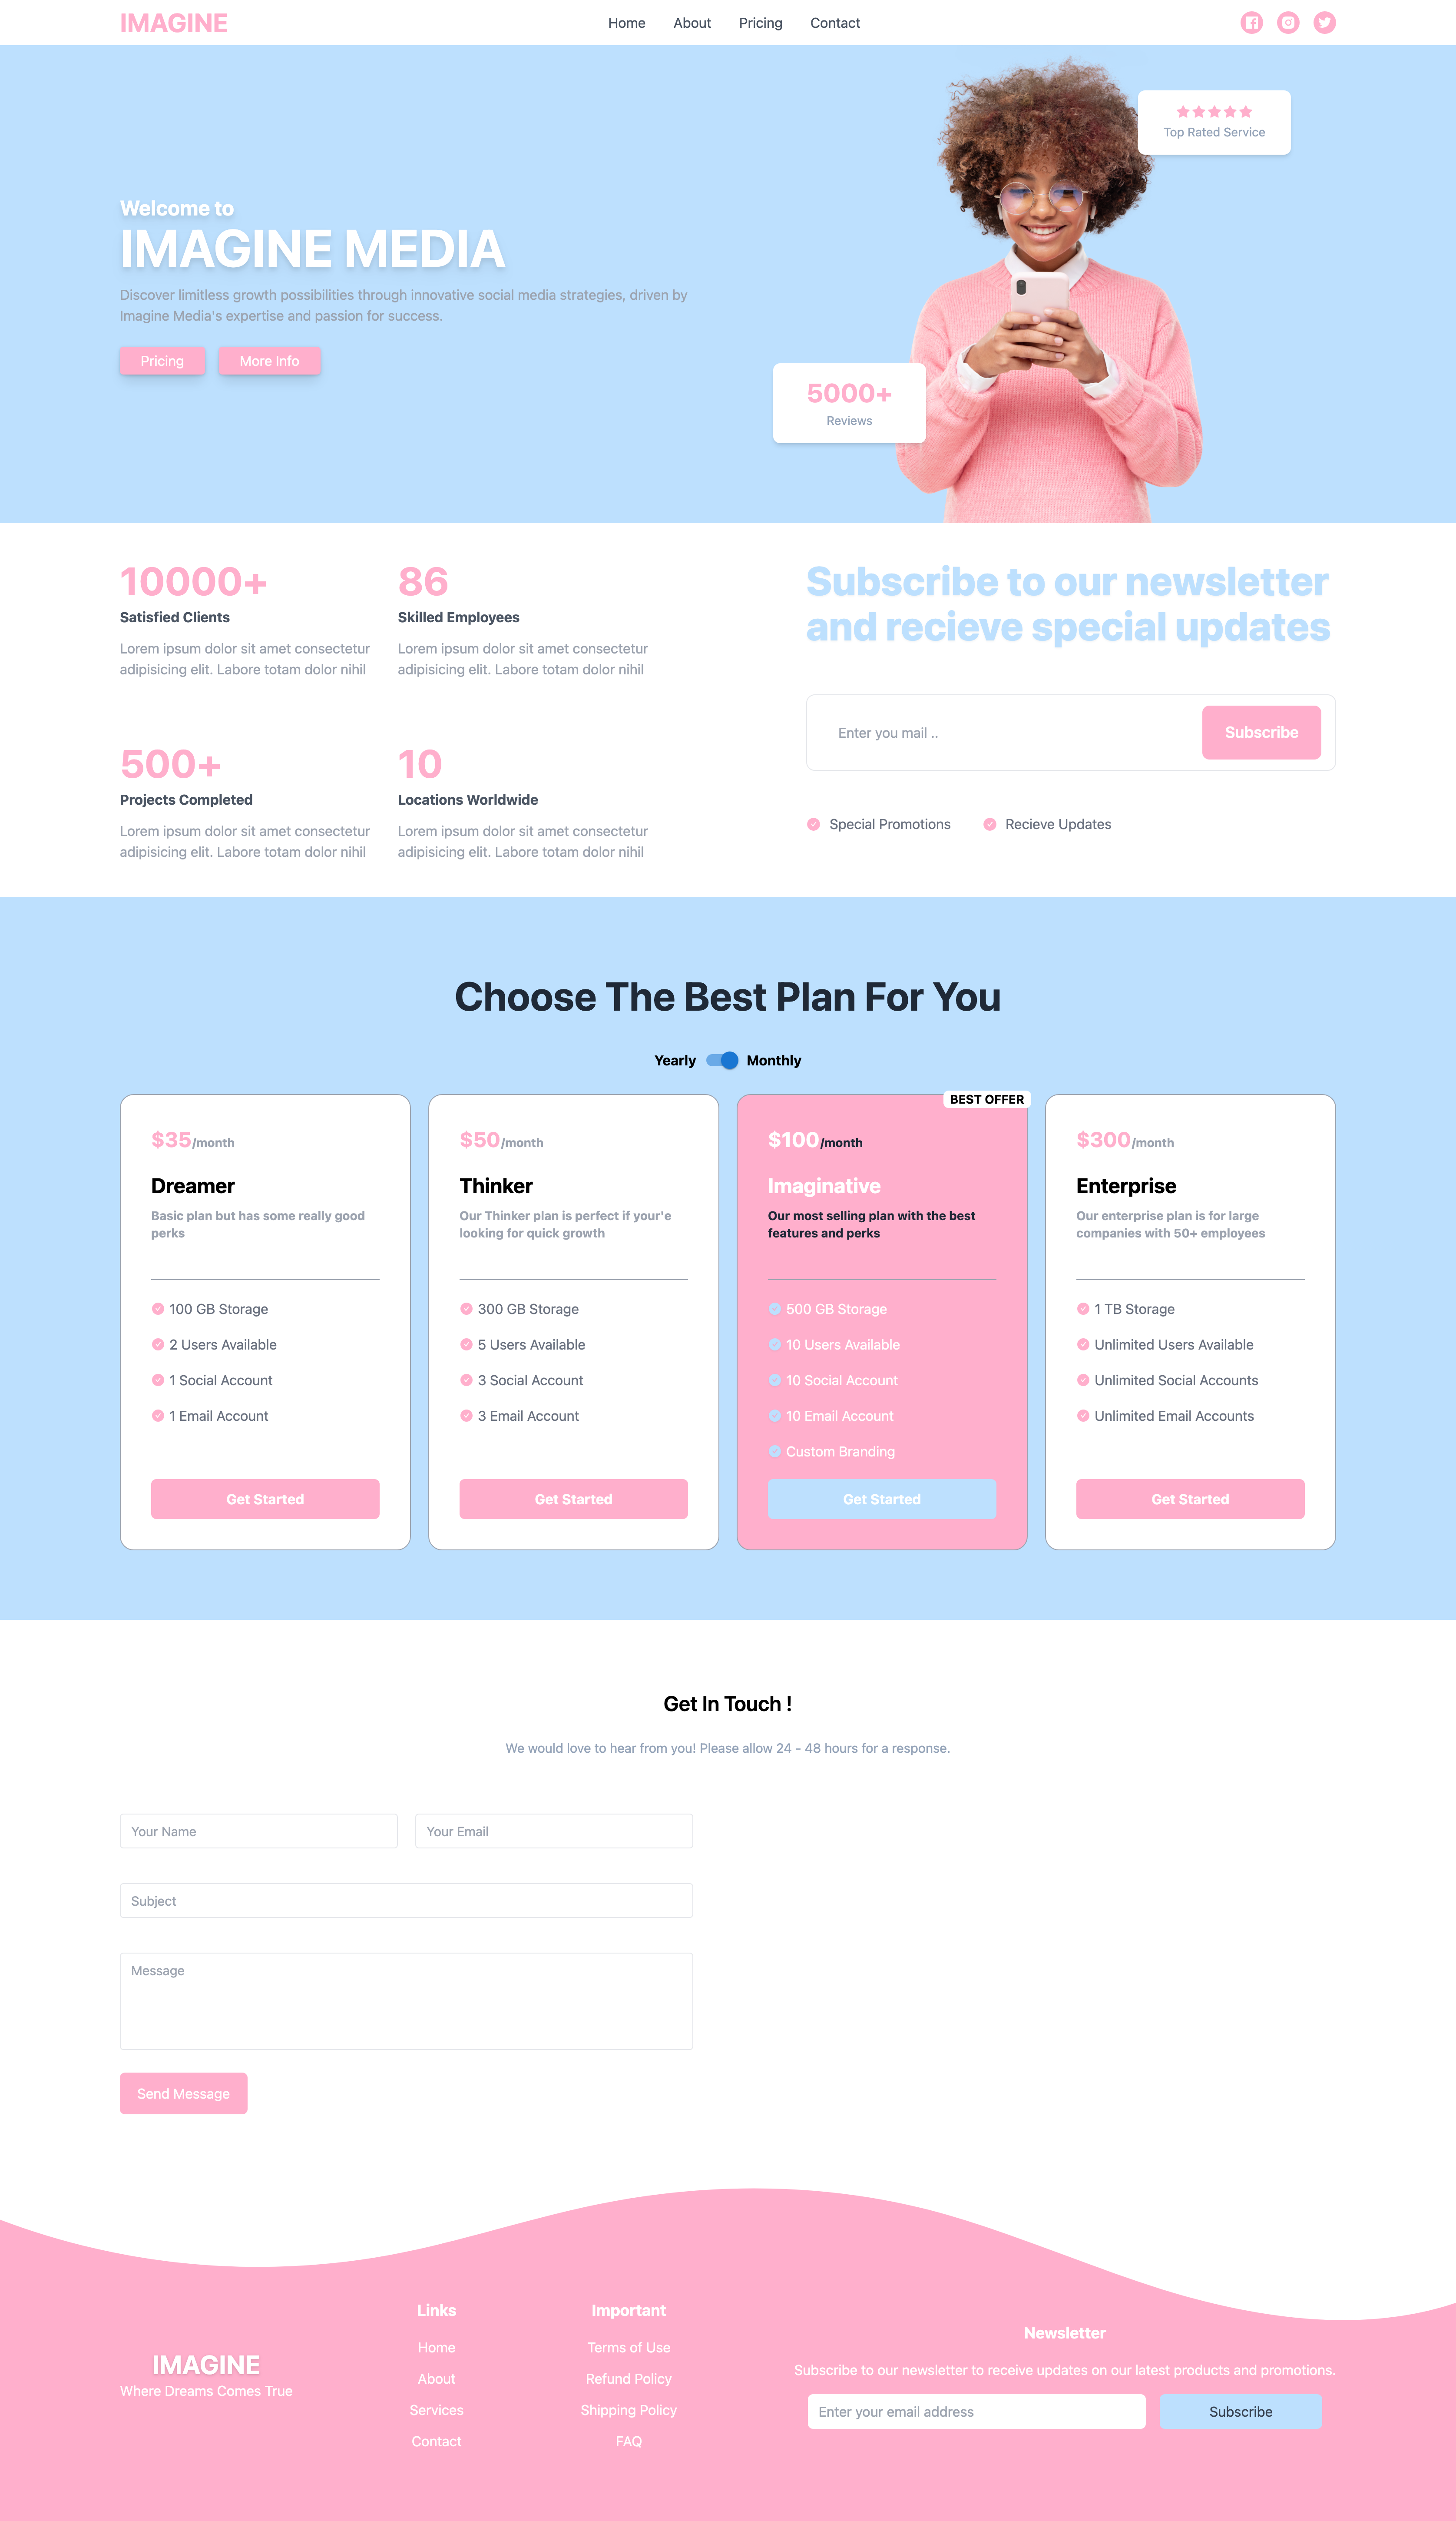 IMAGINE
Home
About
Pricing
Contact
Top Rated Service
Welcome to
IMAGINE MEDIA
Discover limitless growth possibilities through innovative social media strategies, driven by
Imagine Media's expertise and passion for success.
Pricing
More Info
5000+
Reviews
10000+
Satisfied Clients
Lorem ipsum dolor sit amet consectetur
adipisicing elit. Labore totam dolor nihil
86
Skilled Employees
Lorem ipsum dolor sit amet consectetur
adipisicing elit. Labore totam dolor nihil
500+
Projects Completed
Lorem ipsum dolor sit amet consectetur
adipisicing elit. Labore totam dolor nihil
10
Locations Worldwide
Lorem ipsum dolor sit amet consectetur
adipisicing elit. Labore totam dolor nihil
Subscribe to our newsletter
and recieve special updates
Enter you mail ..
Subscribe
Special Promotions
Recieve Updates
Choose The Best Plan For You
Yearly
Monthly
$35/month
Dreamer
Basic plan but has some really good
perks
100 GB Storage
2 Users Available
1 Social Account
1 Email Account
Get Started
$50/month
Thinker
Our Thinker plan is perfect if your'e
looking for quick growth
300 GB Storage
5 Users Available
3 Social Account
3 Email Account
Get Started
BEST OFFER
$100/month
Imaginative
Our most selling plan with the best
features and perks
500 GB Storage
10 Users Available
10 Social Account
10 Email Account
Custom Branding
Get Started
$300/month
Enterprise
Our enterprise plan is for large
companies with 50+ employees
1 TB Storage
Unlimited Users Available
Unlimited Social Accounts
Unlimited Email Accounts
Get Started
Get In Touch !
We would love to hear from you! Please allow 24 - 48 hours for a response.
Your Name
Your Email
Subject
Message
Send Message
IMAGINE
Where Dreams Comes True
Links
Home
About
Services
Contact
Important
Terms of Use
Refund Policy
Shipping Policy
FAQ
Newsletter
Subscribe to our newsletter to receive updates on our latest products and promotions.
Enter your email address
Subscribe